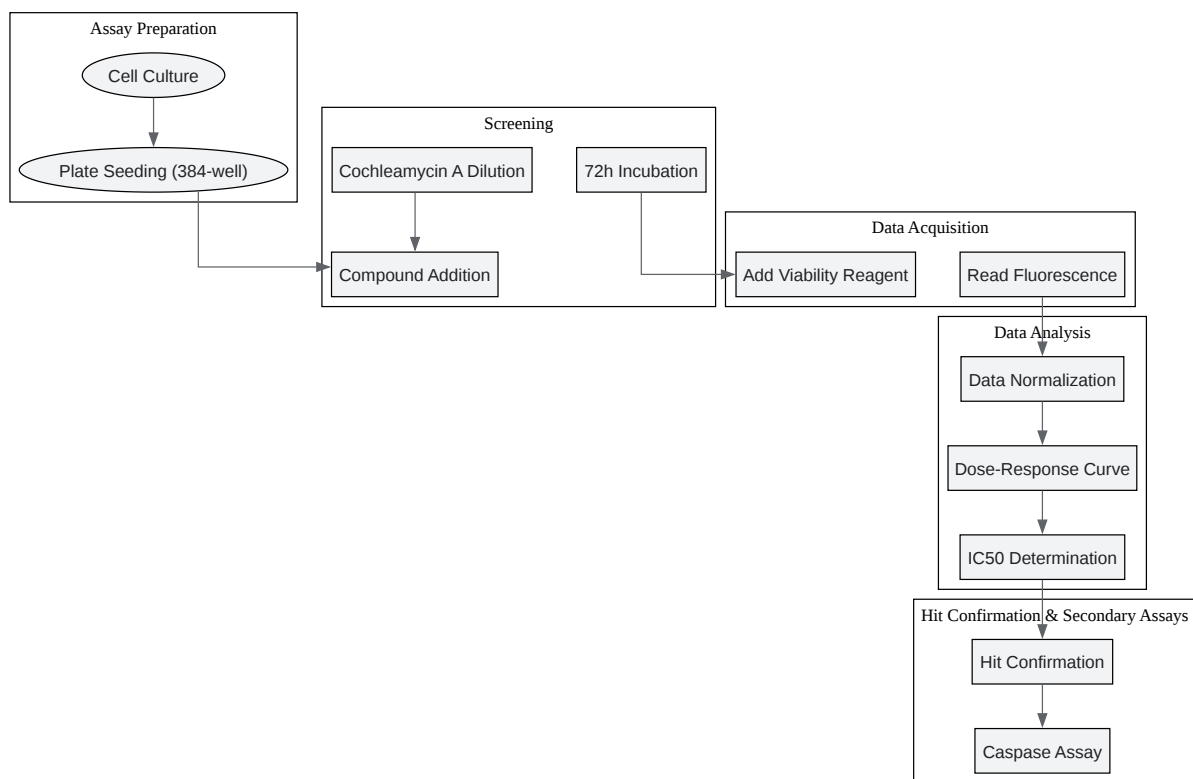 Assay Preparation
Cell Culture
Plate Seeding (384-well)
Screening
Cochleamycin A Dilution
72h Incubation
Compound Addition
Data Acquisition
Add Viability Reagent
Read Fluorescence
Data Analysis
Data Normalization
Dose-Response Curve
IC50 Determination
Hit Confirmation & Secondary Assays
Hit Confirmation
Caspase Assay